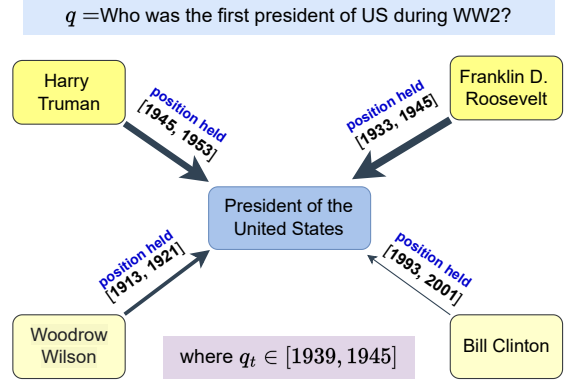 q =Who was the first president of US during WW2?
Harry
Truman
Franklin D.
Roosevelt
position held
[1945, 1953]
position held
[1933, 1945]
President of the
United States
position held
[1913, 1921]
position held
[1993, 2001]
Woodrow
Wilson
Bill Clinton
where q_t ∈ [1939, 1945]